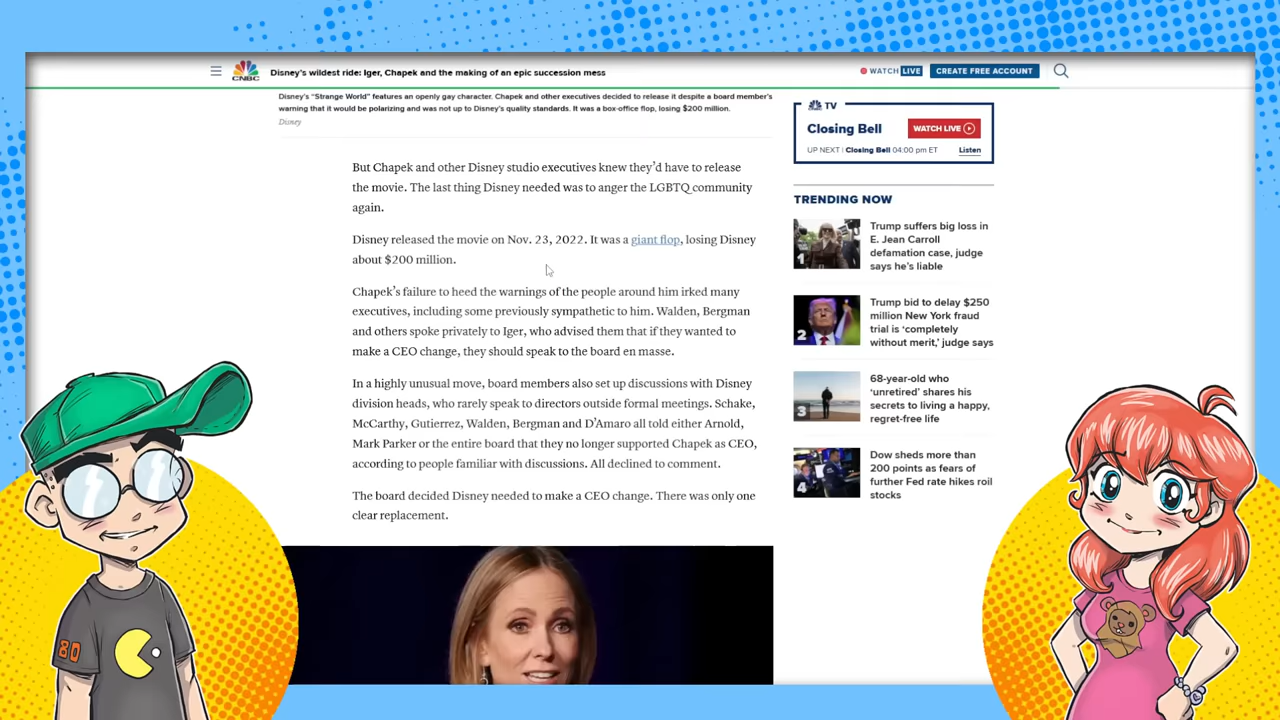 CNBC
Disney's wildest ride: Iger, Chapek and the making of an epic succession mess
WATCH LIVE
CREATE FREE ACCOUNT
Disney's "Strange World" features an openly gay character. Chapek and other executives decided to release it despite a board member's
warning that it would be polarizing and was not up to Disney's quality standards. It was a box-office flop, losing $200 million.
Disney
But Chapek and other Disney studio executives knew they'd have to release
the movie. The last thing Disney needed was to anger the LGBTQ community
again.
Disney released the movie on Nov. 23, 2022. It was a giant flop, losing Disney
about $200 million.
Chapek's failure to heed the warnings of the people around him irked many
executives, including some previously sympathetic to him. Walden, Bergman
and others spoke privately to Iger, who advised them that if they wanted to
make a CEO change, they should speak to the board en masse.
In a highly unusual move, board members also set up discussions with Disney
division heads, who rarely speak to directors outside formal meetings. Schake,
McCarthy, Gutierrez, Walden, Bergman and D'Amaro all told either Arnold,
Mark Parker or the entire board that they no longer supported Chapek as CEO,
according to people familiar with discussions. All declined to comment.
The board decided Disney needed to make a CEO change. There was only one
clear replacement.
TV
Closing Bell
WATCH LIVE
UP NEXT | Closing Bell 04:00 pm ET
Listen
TRENDING NOW
1
Trump suffers big loss in
E. Jean Carroll
defamation case, judge
says he's liable
2
Trump bid to delay $250
million New York fraud
trial is 'completely
without merit,' judge says
3
68-year-old who
'unretired' shares his
secrets to living a happy,
regret-free life
4
Dow sheds more than
200 points as fears of
further Fed rate hikes roil
stocks
80